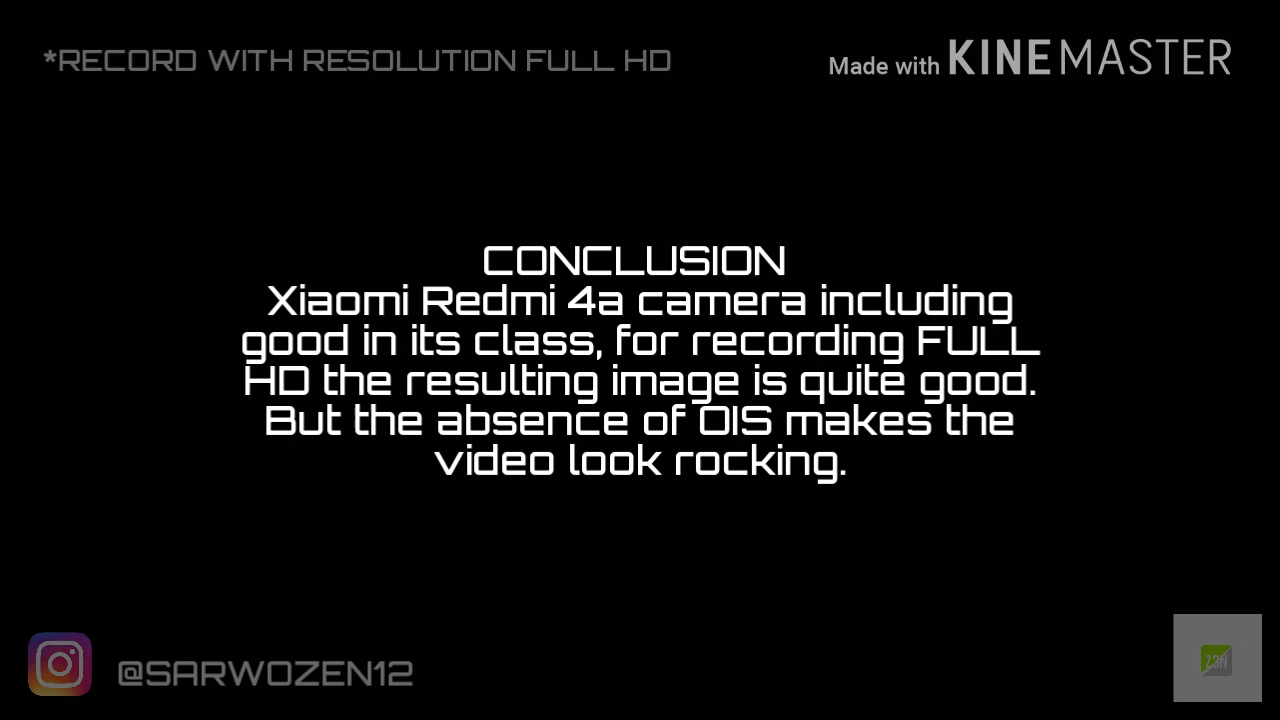 *RECORD WITH RESOLUTION FULL HD
Made with KINEMASTER
CONCLUSION
Xiaomi Redmi 4a camera including
good in its class, for recording FULL
HD the resulting image is quite good.
But the absence of OIS makes the
video look rocking.
@SARWOZEN12
Z3N